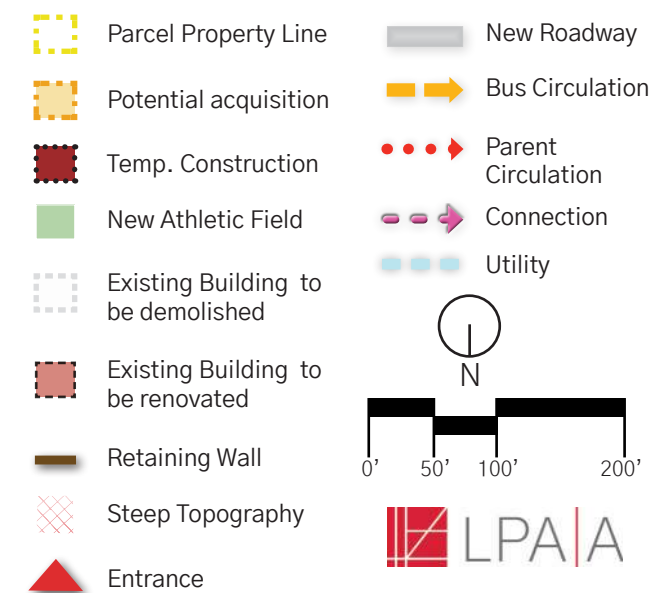 Parcel Property Line
Potential acquisition
Temp. Construction
New Athletic Field
Existing Building to
be demolished
Existing Building to
be renovated
Retaining Wall
Steep Topography
Entrance
New Roadway
Bus Circulation
Parent
Circulation
Connection
Utility
N
0’ 50’ 100’ 200’
LPA|A